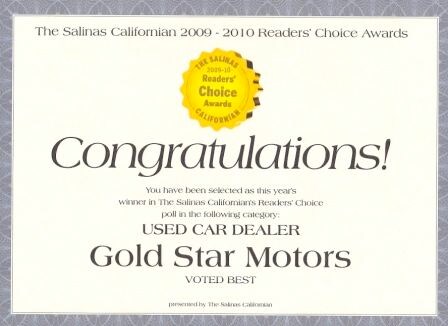 The Salinas Californian 2009 - 2010 Readers' Choice Awards
THE SALINAS
2009-10
Readers'
Choice
Awards
CALIFORNIAN
Congratulations!
You have been selected as this year's
winner in The Salinas Californian's Readers' Choice
poll in the following category:
USED CAR DEALER
Gold Star Motors
VOTED BEST
presented by The Salinas Californian